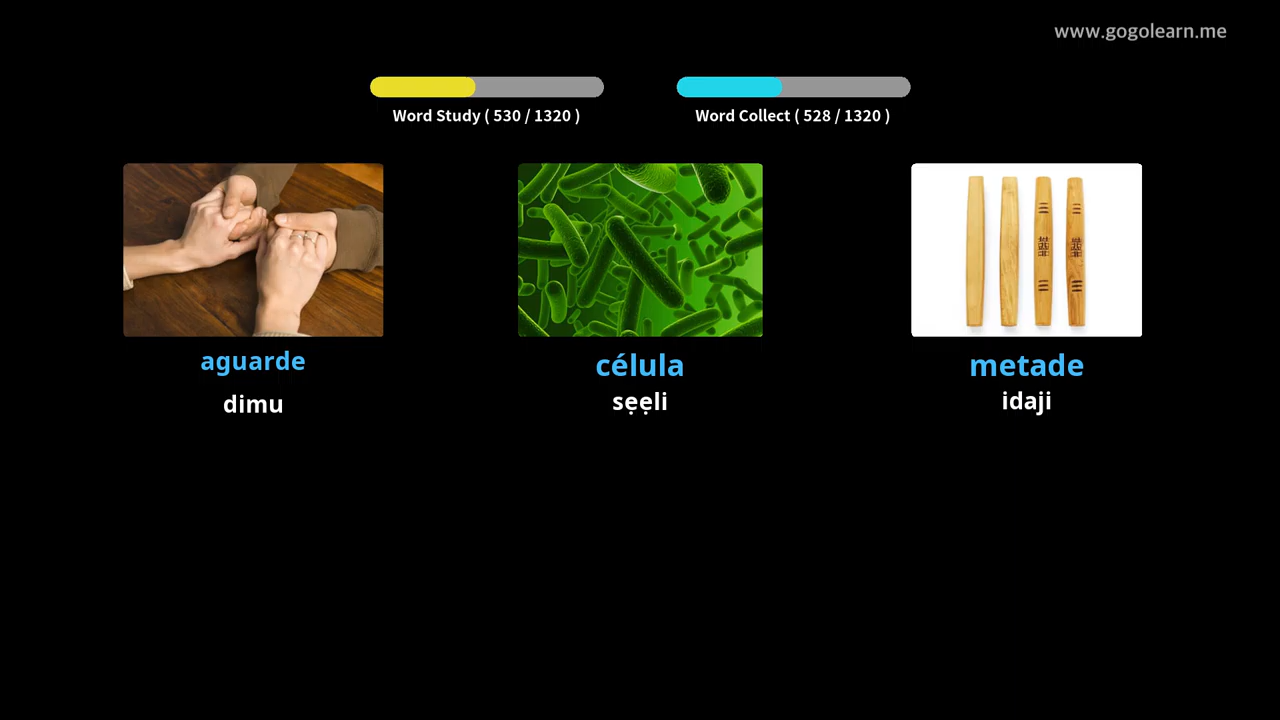 www.gogolearn.me
Word Study ( 530 / 1320 )
Word Collect ( 528 / 1320 )
aguarde
dimu
célula
sẹẹli
metade
idaji